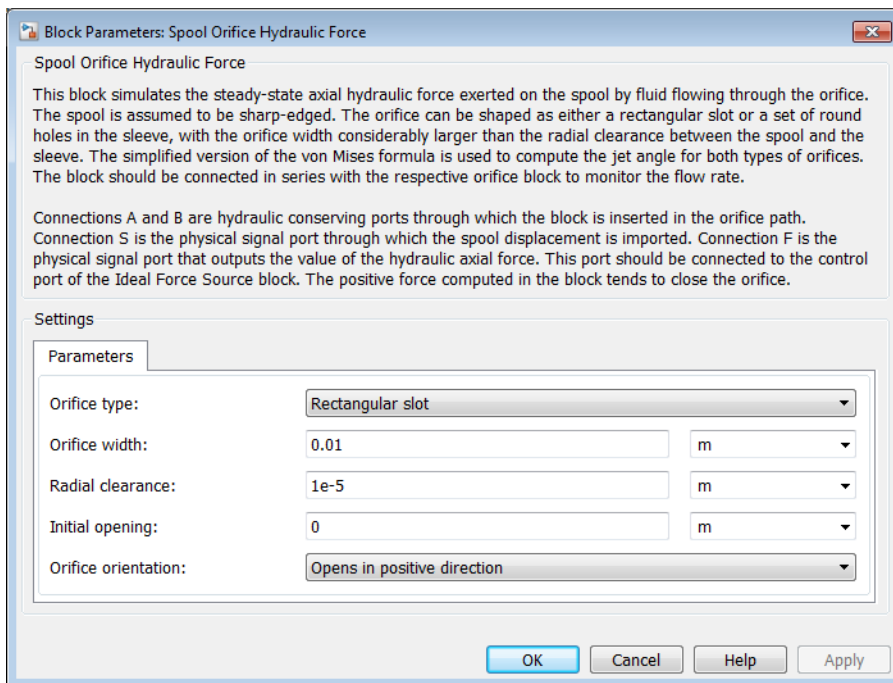 Block Parameters: Spool Orifice Hydraulic Force
Spool Orifice Hydraulic Force
This block simulates the steady-state axial hydraulic force exerted on the spool by fluid flowing through the orifice.
The spool is assumed to be sharp-edged. The orifice can be shaped as either a rectangular slot or a set of round
holes in the sleeve, with the orifice width considerably larger than the radial clearance between the spool and the
sleeve. The simplified version of the von Mises formula is used to compute the jet angle for both types of orifices.
The block should be connected in series with the respective orifice block to monitor the flow rate.
Connections A and B are hydraulic conserving ports through which the block is inserted in the orifice path.
Connection S is the physical signal port through which the spool displacement is imported. Connection F is the
physical signal port that outputs the value of the hydraulic axial force. This port should be connected to the control
port of the Ideal Force Source block. The positive force computed in the block tends to close the orifice.
Settings
Parameters
Orifice type: Rectangular slot
Orifice width: 0.01 m
Radial clearance: 1e-5 m
Initial opening: 0 m
Orifice orientation: Opens in positive direction
OK Cancel Help Apply